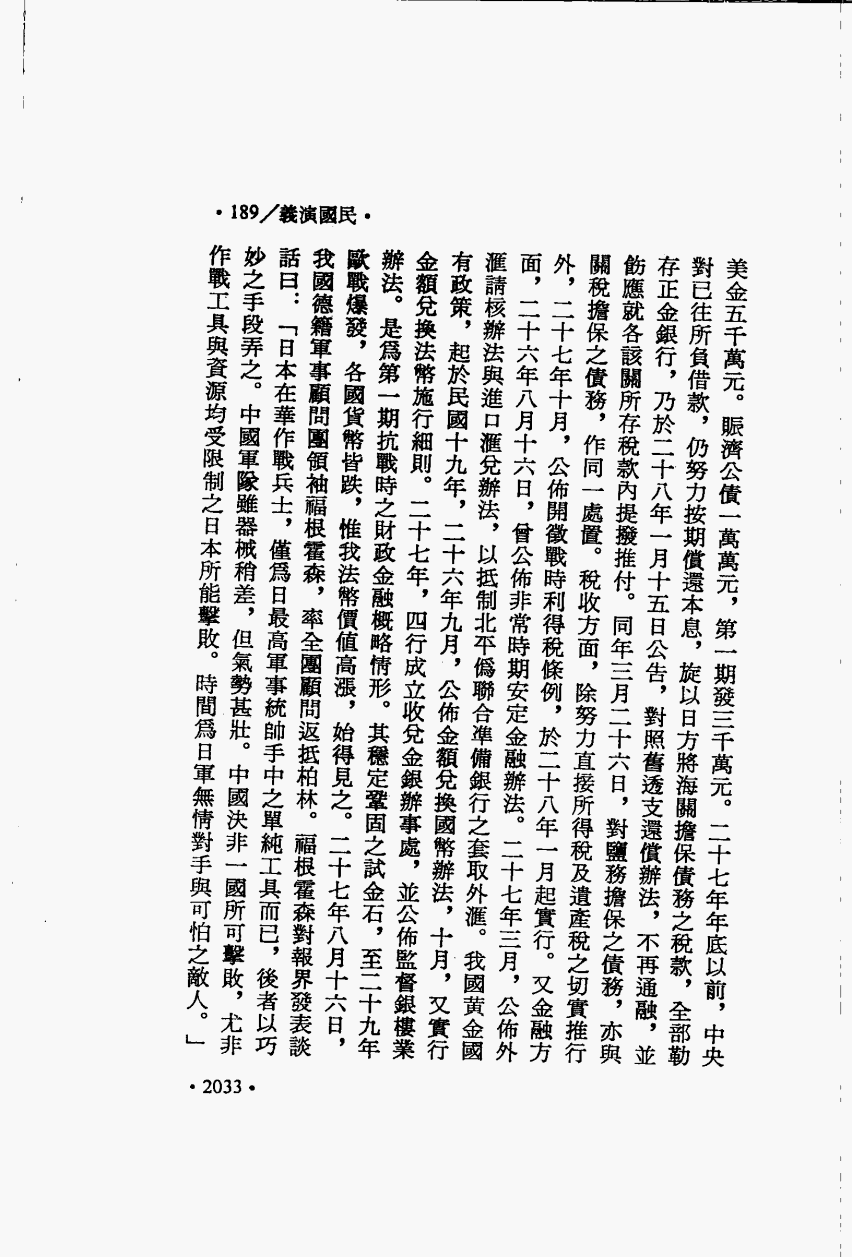 •189／義演國民•
美金五千萬元。賑濟公債一萬萬元，第一期發三千萬元。二十七年年底以前，中央
對已往所負借款，仍努力按期償還本息，旋以日方將海關擔保債務之稅款，全部勒
存正金銀行，乃於二十八年一月十五日公告，對照舊透支還償辦法，不再通融，並
飭應就各該關所存稅款內提撥推付。同年三月二十六日，對鹽務擔保之債務，亦與
關稅擔保之債務，作同一處置。稅收方面，除努力直接所得稅及遺產稅之切實推行
外，二十七年十月，公佈開徵戰時利得稅條例，於二十八年一月起實行。又金融方
面，二十六年八月十六日，曾公佈非常時期安定金融辦法。二十七年三月，公佈外
滙請核辦法與進口滙兌辦法，以抵制北平僞聯合準備銀行之套取外滙。我國黃金國
有政策，起於民國十九年，二十六年九月，公佈金額兌換國幣辦法，十月，又實行
金額兌換法幣施行細則。二十七年，四行成立收兌金銀辦事處，並公佈監督銀樓業
辦法。是爲第一期抗戰時之財政金融概略情形。其穩定鞏固之試金石，至二十九年
歐戰爆發，各國貨幣皆跌，惟我法幣價值高漲，始得見之。二十七年八月十六日，
我國德籍軍事顧問團領袖福根霍森，率全團顧問返抵柏林。福根霍森對報界發表談
話曰：「日本在華作戰兵士，僅爲日最高軍事統帥手中之單純工具而已，後者以巧
妙之手段弄之。中國軍隊雖器械稍差，但氣勢甚壯。中國決非一國所可擊敗，尤非
作戰工具與資源均受限制之日本所能擊敗。時間爲日軍無情對手與可怕之敵人。」
•2033•